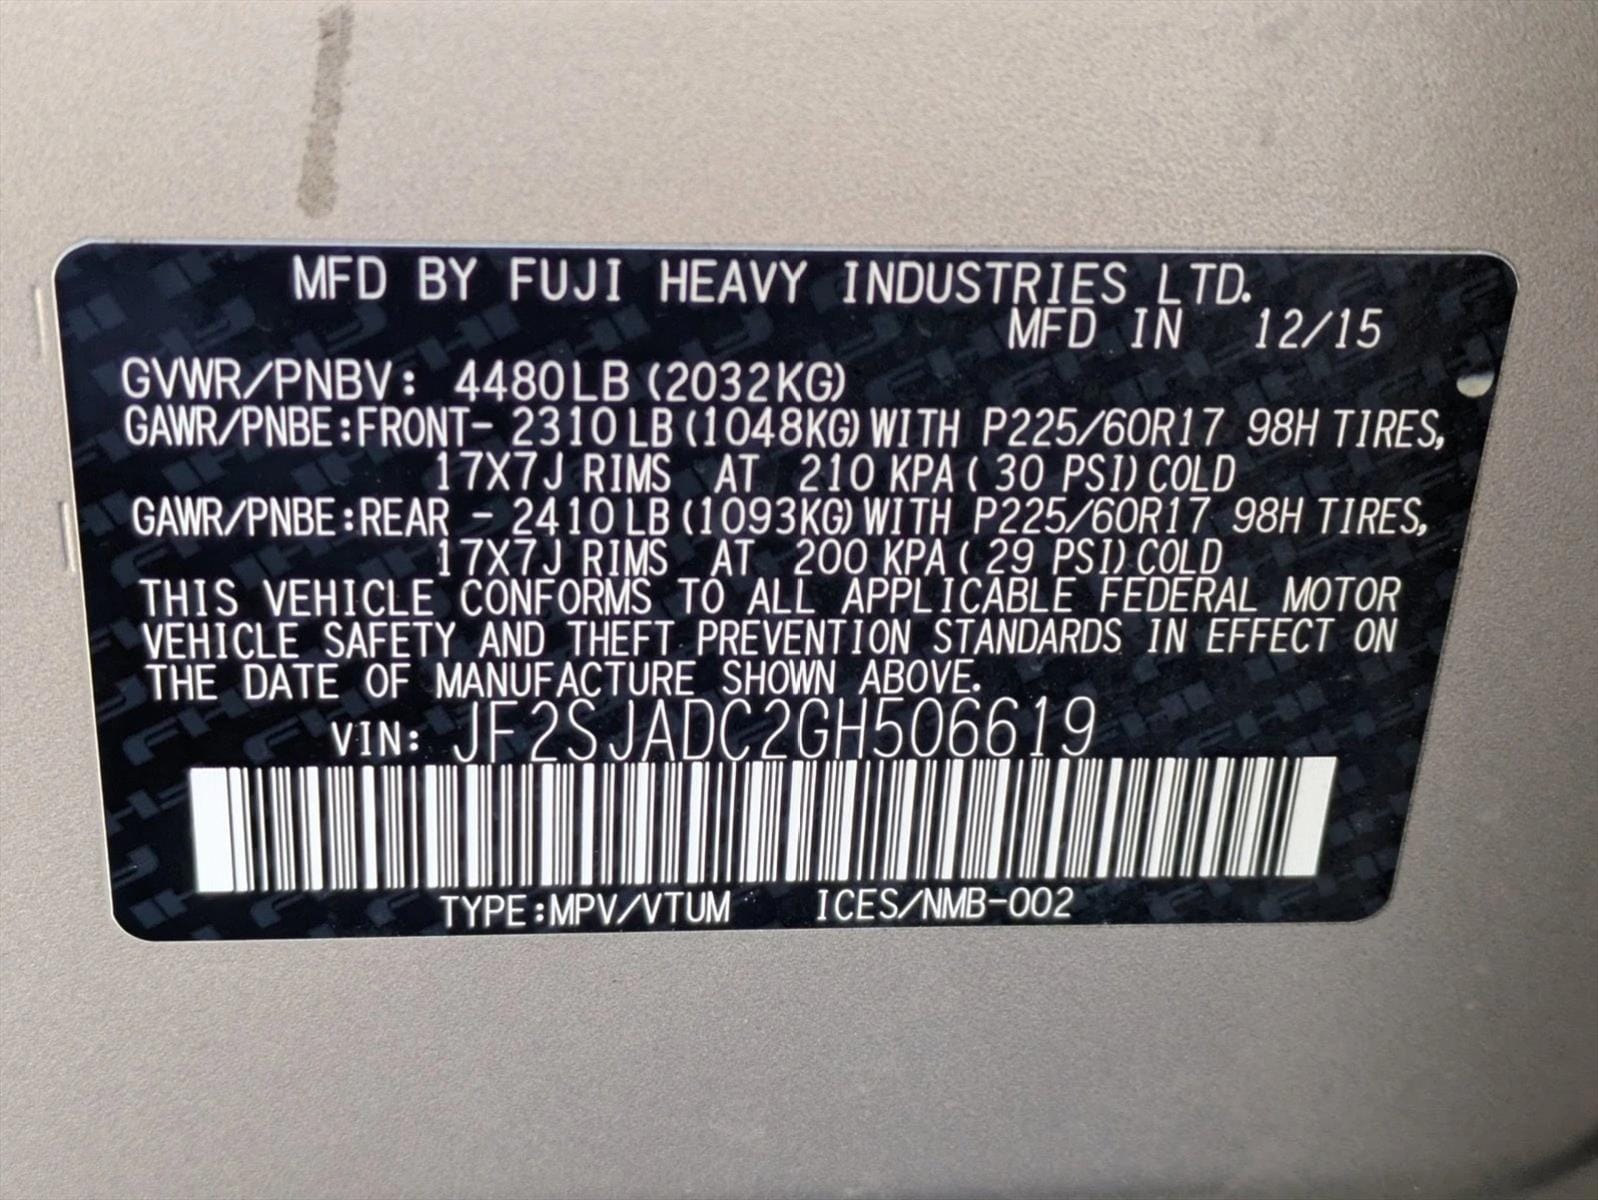 MFD BY FUJI HEAVY INDUSTRIES LTD.
MFD IN 12/15
GVWR/PNBV: 4480LB (2032KG)
GAWR/PNBE:FRONT- 2310LB (1048KG) WITH P225/60R17 98H TIRES,
17X7J RIMS AT 210 KPA ( 30 PSI) COLD
GAWR/PNBE:REAR - 2410LB (1093KG) WITH P225/60R17 98H TIRES,
17X7J RIMS AT 200 KPA ( 29 PSI) COLD
THIS VEHICLE CONFORMS TO ALL APPLICABLE FEDERAL MOTOR
VEHICLE SAFETY AND THEFT PREVENTION STANDARDS IN EFFECT ON
THE DATE OF MANUFACTURE SHOWN ABOVE.
VIN: JF2SJADC2GH506619
TYPE:MPV/VTUM ICES/NMB-002